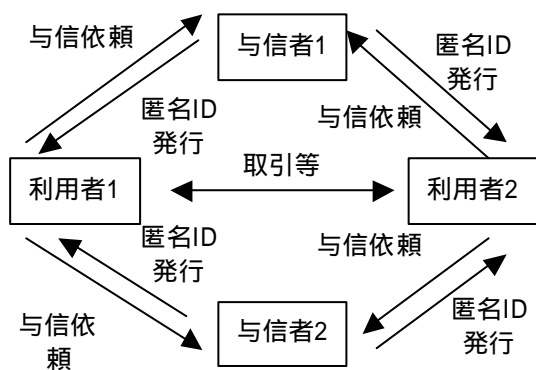 与信依頼
与信者1
匿名ID
発行
匿名ID
発行
与信依頼
利用者1
取引等
利用者2
匿名ID
発行
与信依頼
与信依
頼
与信者2
匿名ID
発行